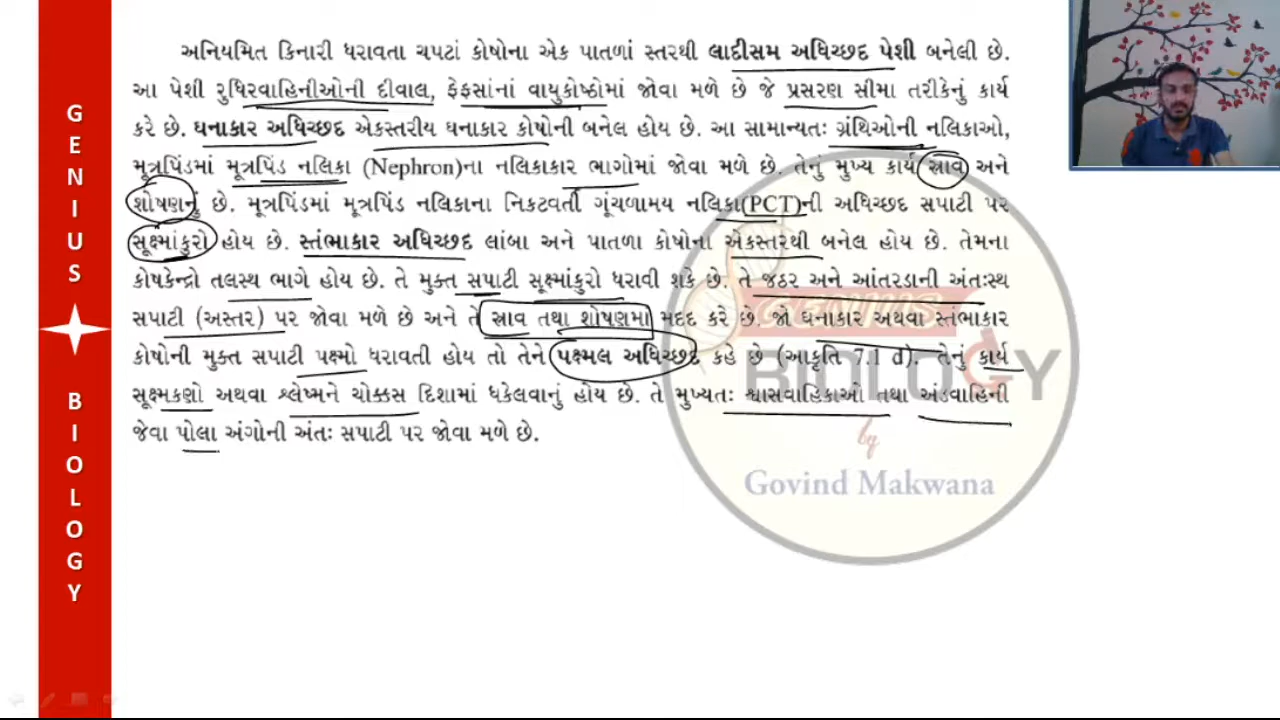 અનિયમિત કિનારી ધરાવતા ચપટાં કોષોના એક પાતળાં સ્તરથી લાદીસમ અધિચ્છદ પેશી બનેલી છે.
આ પેશી રુધિરવાહિનીઓની દીવાલ, ફેફસાંનાં વાયુકોષ્ઠોમાં જોવા મળે છે જે પ્રસરણ સીમા તરીકેનું કાર્ય
કરે છે. ઘનાકાર અધિચ્છદ એકસ્તરીય ઘનાકાર કોષોની બનેલ હોય છે. આ સામાન્યતઃ ગ્રંથિઓની નલિકાઓ,
મૂત્રપિંડમાં મૂત્રપિંડ નલિકા (Nephron)ના નલિકાકાર ભાગોમાં જોવા મળે છે. તેનું મુખ્ય કાર્ય સ્રાવ અને
શોષણનું છે. મૂત્રપિંડમાં મૂત્રપિંડ નલિકાના નિકટવર્તી ગૂંચળામય નલિકા(PCT)ની અધિચ્છદ સપાટી પર
સૂક્ષ્માંકુરો હોય છે. સ્તંભાકાર અધિચ્છદ લાંબા અને પાતળા કોષોના એકસ્તરથી બનેલ હોય છે. તેમના
કોષકેન્દ્રો તલસ્થ ભાગે હોય છે. તે મુક્ત સપાટી સૂક્ષ્માંકુરો ધરાવી શકે છે. તે જઠર અને આંતરડાની અંતઃસ્થ
સપાટી (અસ્તર) પર જોવા મળે છે અને તે સ્રાવ તથા શોષણમા મદદ કરે છે. જો ઘનાકાર અથવા સ્તંભાકાર
કોષોની મુક્ત સપાટી પક્ષ્મો ધરાવતી હોય તો તેને પક્ષ્મલ અધિચ્છદ કહે છે (આકૃતિ 7.1 d). તેનું કાર્ય
સૂક્ષ્મકણો અથવા શ્લેષ્મને ચોક્કસ દિશામાં ધકેલવાનું હોય છે. તે મુખ્યતઃ શ્વાસવાહિકાઓ તથા અંડવાહિની
જેવા પોલા અંગોની અંતઃ સપાટી પર જોવા મળે છે.
GENIUS BIOLOGY
GENIUS
BIOLOGY
by
Govind Makwana